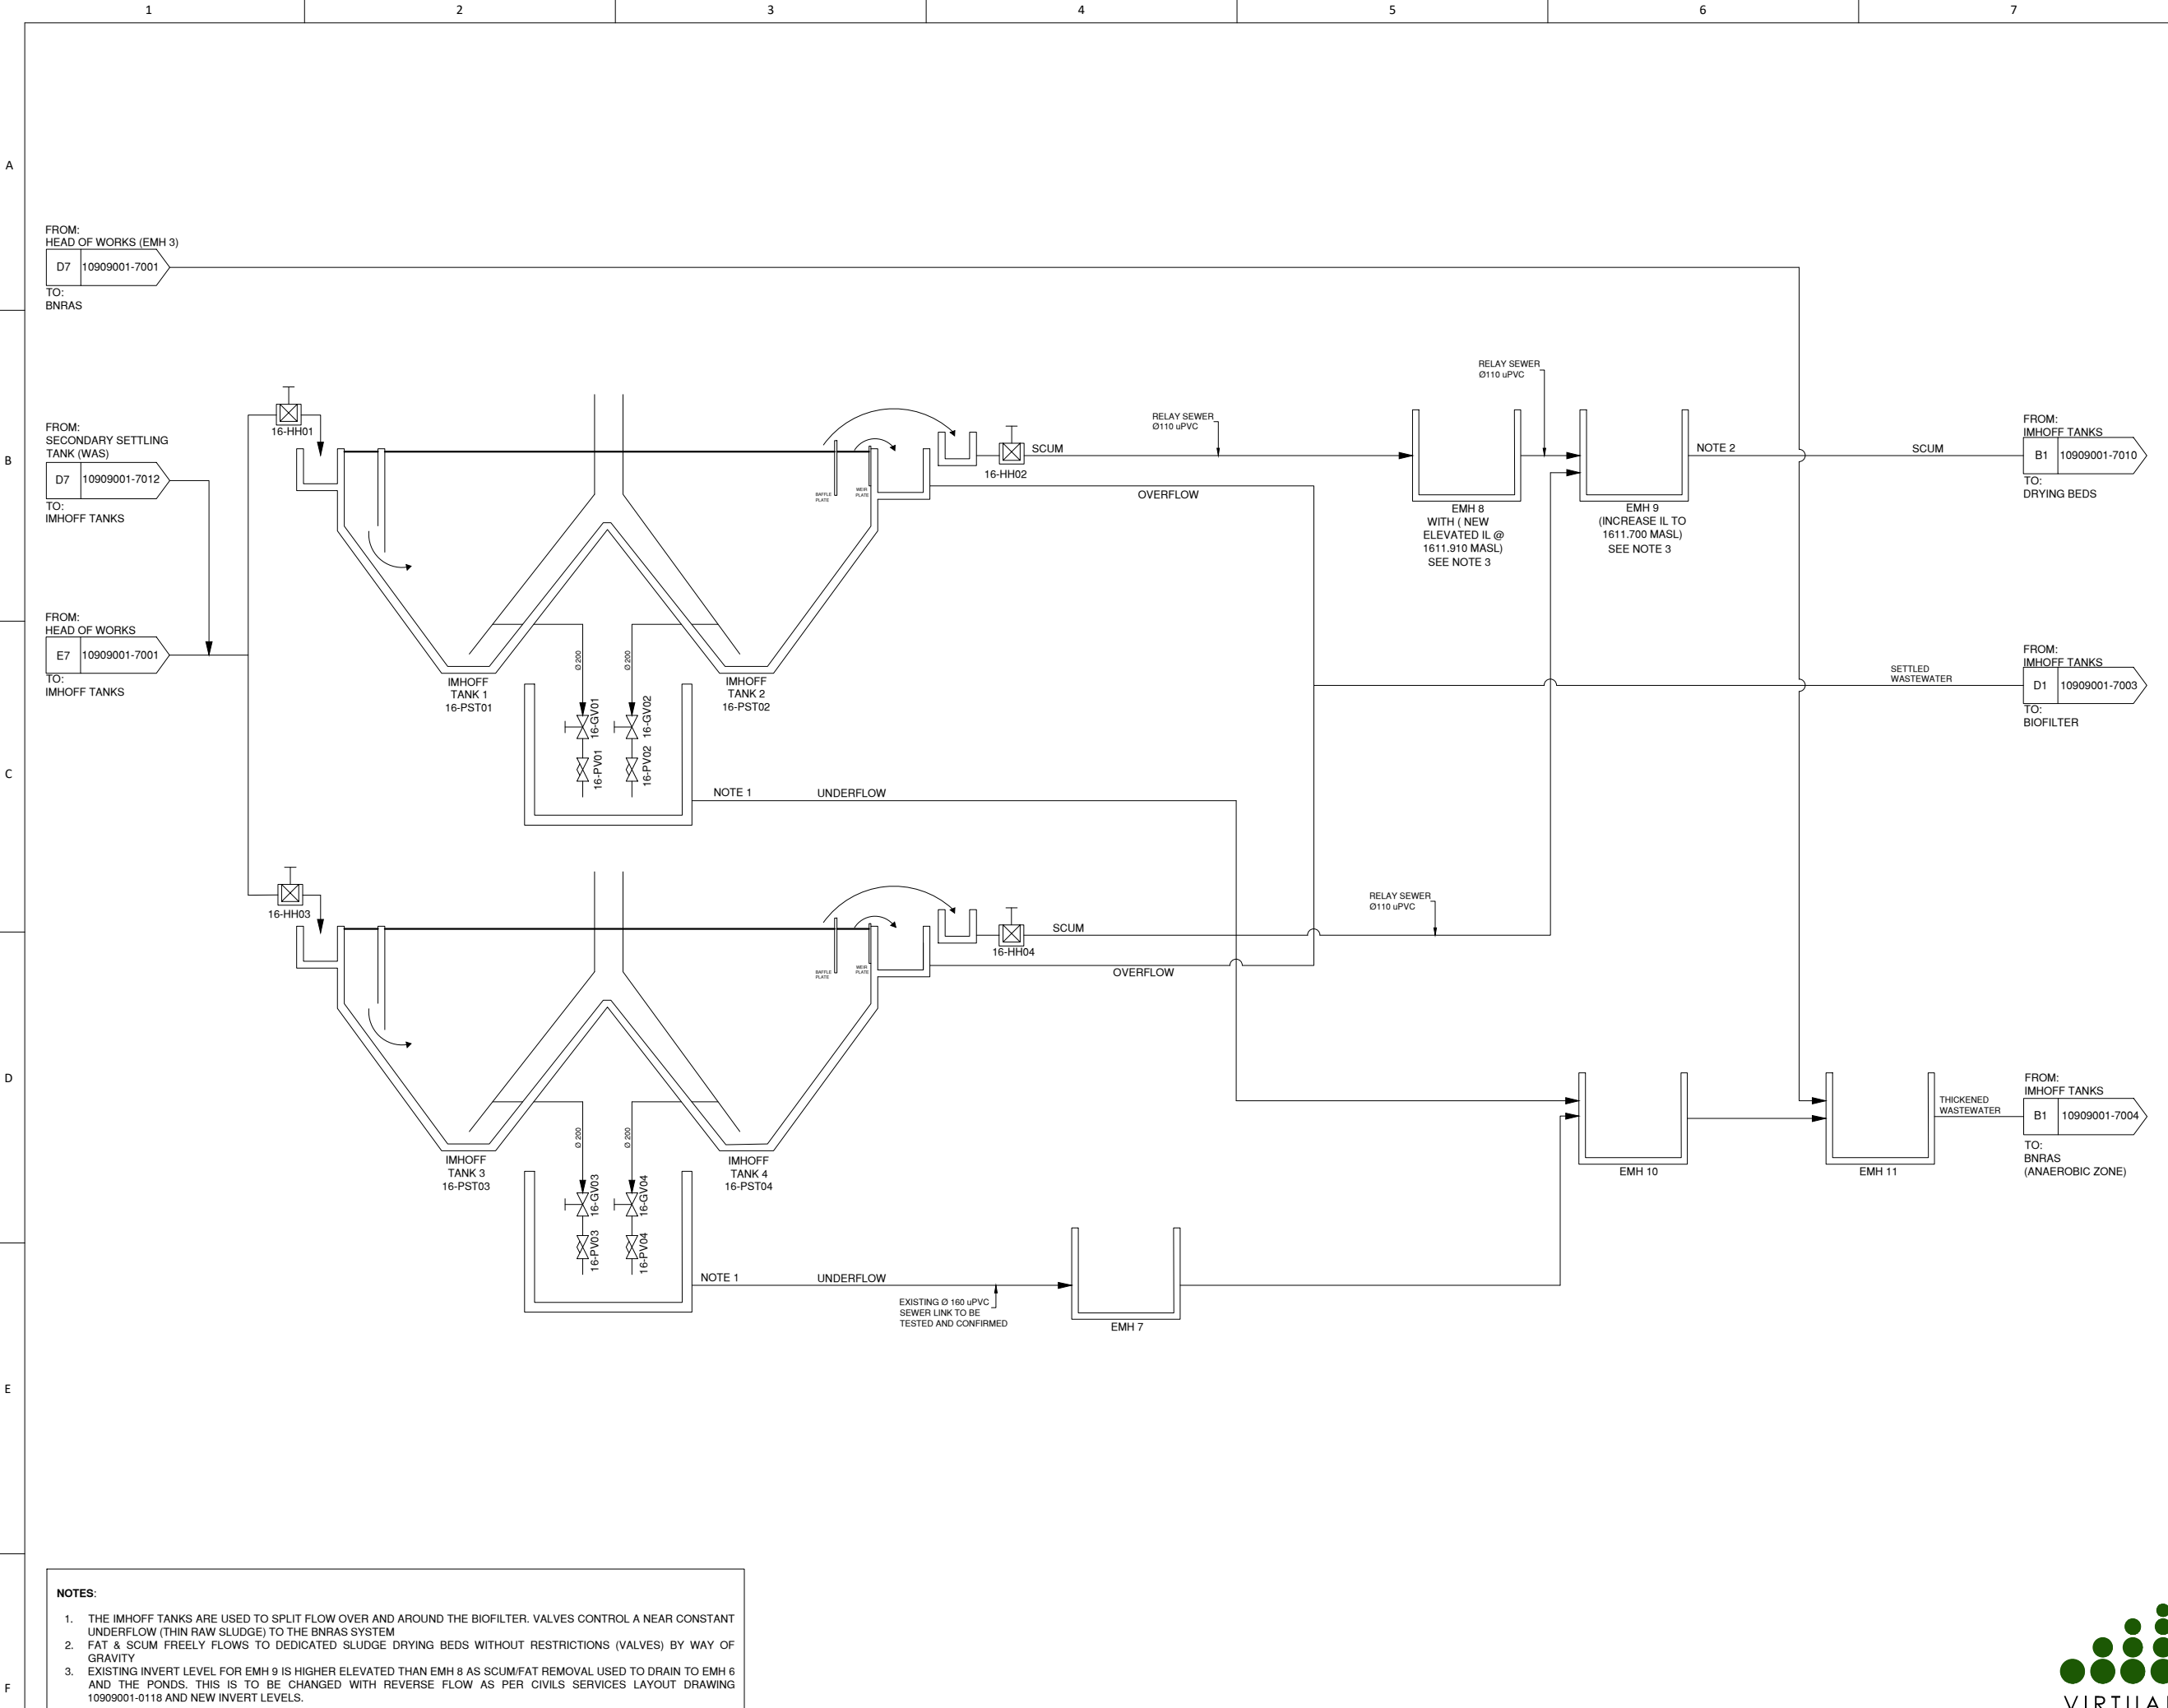 1 2 3 4 5 6 7
A
B
C
D
E
F
FROM:
HEAD OF WORKS (EMH 3)
D7 10909001-7001
TO:
BNRAS
FROM:
SECONDARY SETTLING
TANK (WAS)
D7 10909001-7012
TO:
IMHOFF TANKS
FROM:
HEAD OF WORKS
E7 10909001-7001
TO:
IMHOFF TANKS
16-HH01
BAFFLE
PLATE
WEIR
PLATE
16-HH02
SCUM
RELAY SEWER
Ø110 uPVC
OVERFLOW
EMH 8
WITH ( NEW
ELEVATED IL @
1611.910 MASL)
SEE NOTE 3
RELAY SEWER
Ø110 uPVC
EMH 9
(INCREASE IL TO
1611.700 MASL)
SEE NOTE 3
NOTE 2
SCUM
FROM:
IMHOFF TANKS
B1 10909001-7010
TO:
DRYING BEDS
IMHOFF
TANK 1
16-PST01
Ø 200
Ø 200
16-GV01
16-GV02
16-PV01
16-PV02
IMHOFF
TANK 2
16-PST02
SETTLED
WASTEWATER
FROM:
IMHOFF TANKS
D1 10909001-7003
TO:
BIOFILTER
NOTE 1
UNDERFLOW
16-HH03
BAFFLE
PLATE
WEIR
PLATE
16-HH04
SCUM
RELAY SEWER
Ø110 uPVC
OVERFLOW
IMHOFF
TANK 3
16-PST03
Ø 200
Ø 200
16-GV03
16-GV04
16-PV03
16-PV04
IMHOFF
TANK 4
16-PST04
EMH 10
EMH 11
THICKENED
WASTEWATER
FROM:
IMHOFF TANKS
B1 10909001-7004
TO:
BNRAS
(ANAEROBIC ZONE)
NOTE 1
UNDERFLOW
EXISTING Ø 160 uPVC
SEWER LINK TO BE
TESTED AND CONFIRMED
EMH 7
NOTES:
1. THE IMHOFF TANKS ARE USED TO SPLIT FLOW OVER AND AROUND THE BIOFILTER. VALVES CONTROL A NEAR CONSTANT
UNDERFLOW (THIN RAW SLUDGE) TO THE BNRAS SYSTEM
2. FAT & SCUM FREELY FLOWS TO DEDICATED SLUDGE DRYING BEDS WITHOUT RESTRICTIONS (VALVES) BY WAY OF
GRAVITY
3. EXISTING INVERT LEVEL FOR EMH 9 IS HIGHER ELEVATED THAN EMH 8 AS SCUM/FAT REMOVAL USED TO DRAIN TO EMH 6
AND THE PONDS. THIS IS TO BE CHANGED WITH REVERSE FLOW AS PER CIVILS SERVICES LAYOUT DRAWING
10909001-0118 AND NEW INVERT LEVELS.